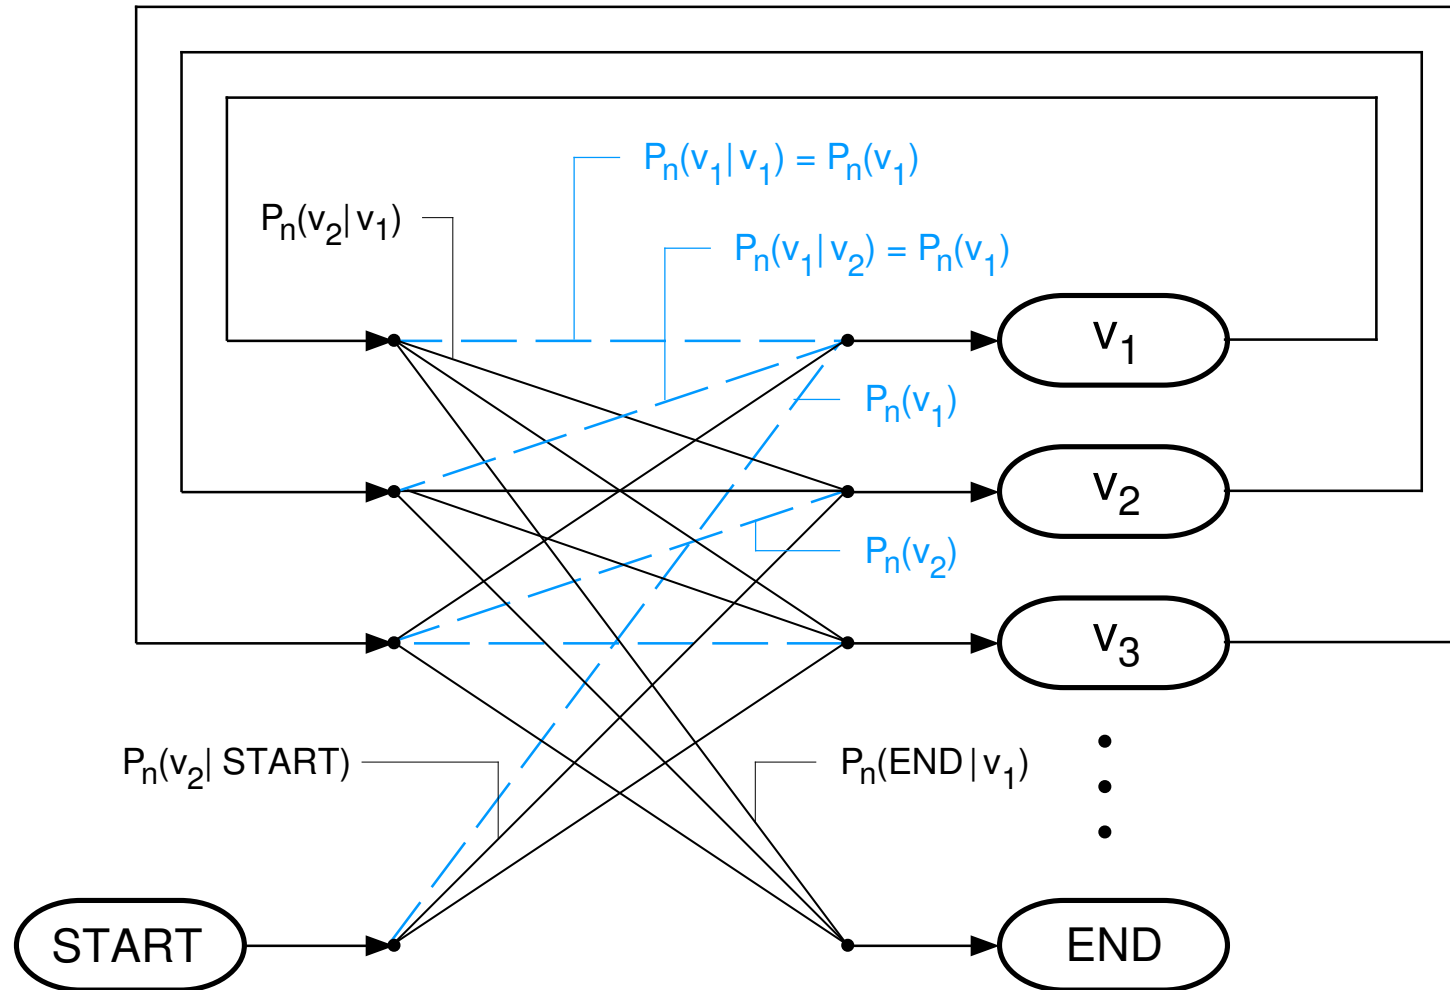 Pn(v1|v1) = Pn(v1)
Pn(v2|v1)
Pn(v1|v2) = Pn(v1)
v1
Pn(v1)
v2
Pn(v2)
v3
Pn(v2| START)
Pn(END|v1)
START
END